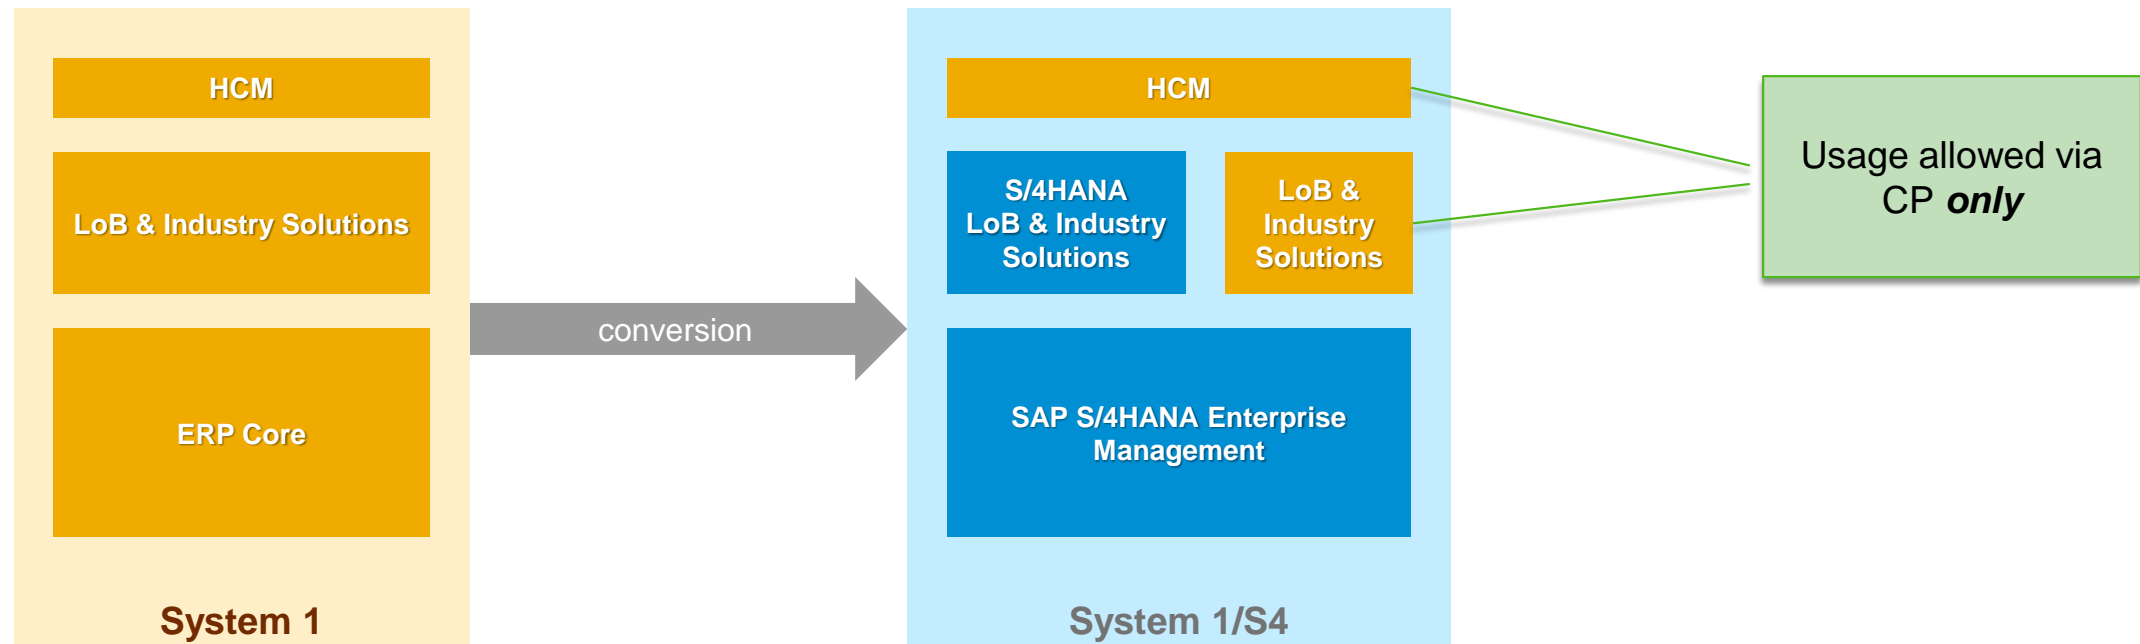 HCM
LoB & Industry Solutions
ERP Core
System 1
conversion
HCM
S/4HANA
LoB & Industry
Solutions
LoB &
Industry
Solutions
SAP S/4HANA Enterprise
Management
System 1/S4
Usage allowed via
CP only